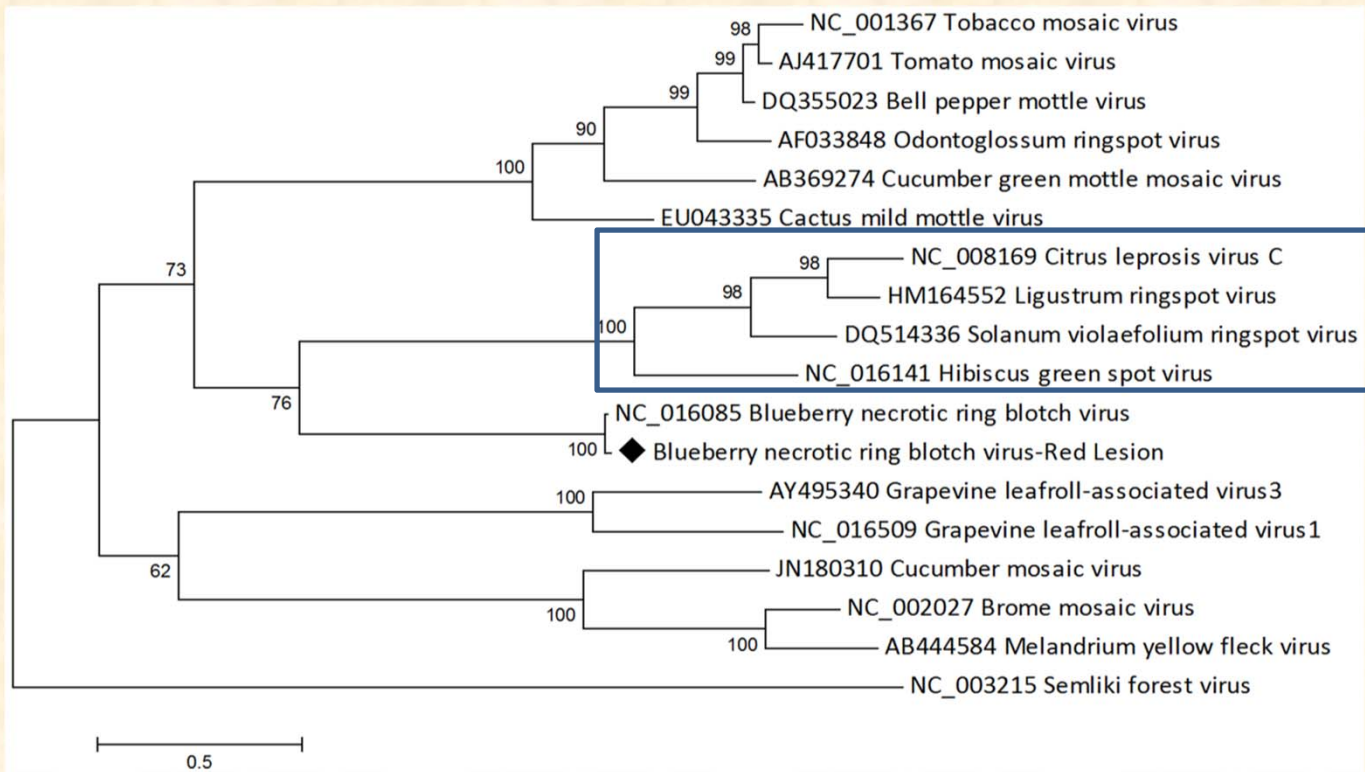 98
NC_001367 Tobacco mosaic virus
99
AJ417701 Tomato mosaic virus
99
DQ355023 Bell pepper mottle virus
90
AF033848 Odontoglossum ringspot virus
100
AB369274 Cucumber green mottle mosaic virus
EU043335 Cactus mild mottle virus
73
98
NC_008169 Citrus leprosis virus C
98
HM164552 Ligustrum ringspot virus
100
DQ514336 Solanum violaefolium ringspot virus
NC_016141 Hibiscus green spot virus
76
NC_016085 Blueberry necrotic ring blotch virus
100
Blueberry necrotic ring blotch virus-Red Lesion
100
AY495340 Grapevine leafroll-associated virus3
NC_016509 Grapevine leafroll-associated virus1
62
JN180310 Cucumber mosaic virus
100
NC_002027 Brome mosaic virus
100
AB444584 Melandrium yellow fleck virus
NC_003215 Semliki forest virus
0.5